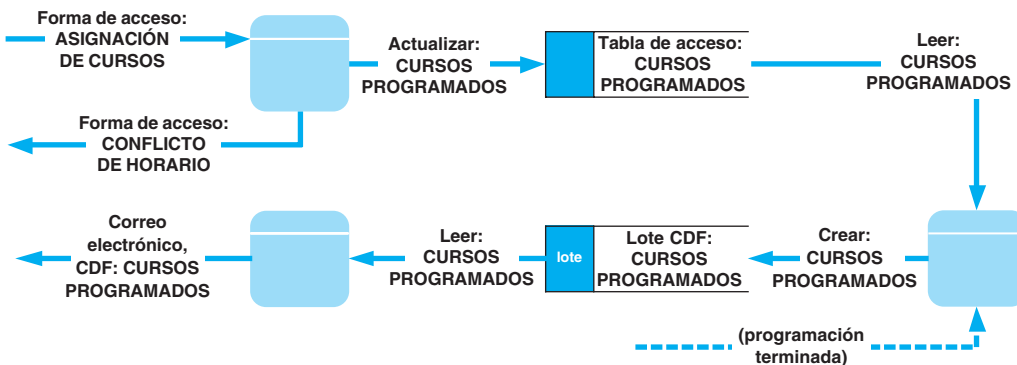 Forma de acceso:
ASIGNACIÓN
DE CURSOS
Actualizar:
CURSOS
PROGRAMADOS
Tabla de acceso:
CURSOS
PROGRAMADOS
Leer:
CURSOS
PROGRAMADOS
Forma de acceso:
CONFLICTO
DE HORARIO
Correo
electrónico,
CDF: CURSOS
PROGRAMADOS
Leer:
CURSOS
PROGRAMADOS
lote
Lote CDF:
CURSOS
PROGRAMADOS
Crear:
CURSOS
PROGRAMADOS
(programación
terminada)